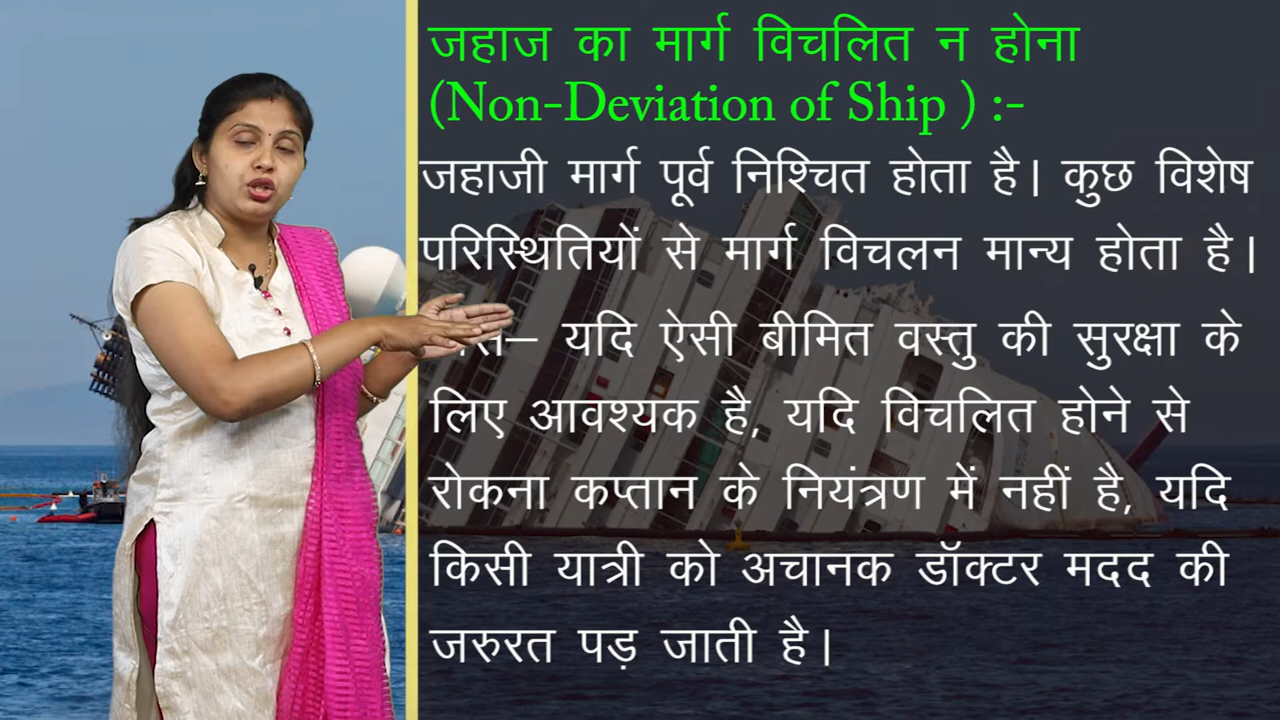 जहाज का मार्ग विचलित न होना
(Non-Deviation of Ship ) :-
जहाजी मार्ग पूर्व निश्चित होता है। कुछ विशेष
परिस्थितियों से मार्ग विचलन मान्य होता है।
– यदि ऐसी बीमित वस्तु की सुरक्षा के
लिए आवश्यक है, यदि विचलित होने से
रोकना कप्तान के नियंत्रण में नहीं है, यदि
किसी यात्री को अचानक डॉक्टर मदद की
जरुरत पड़ जाती है।